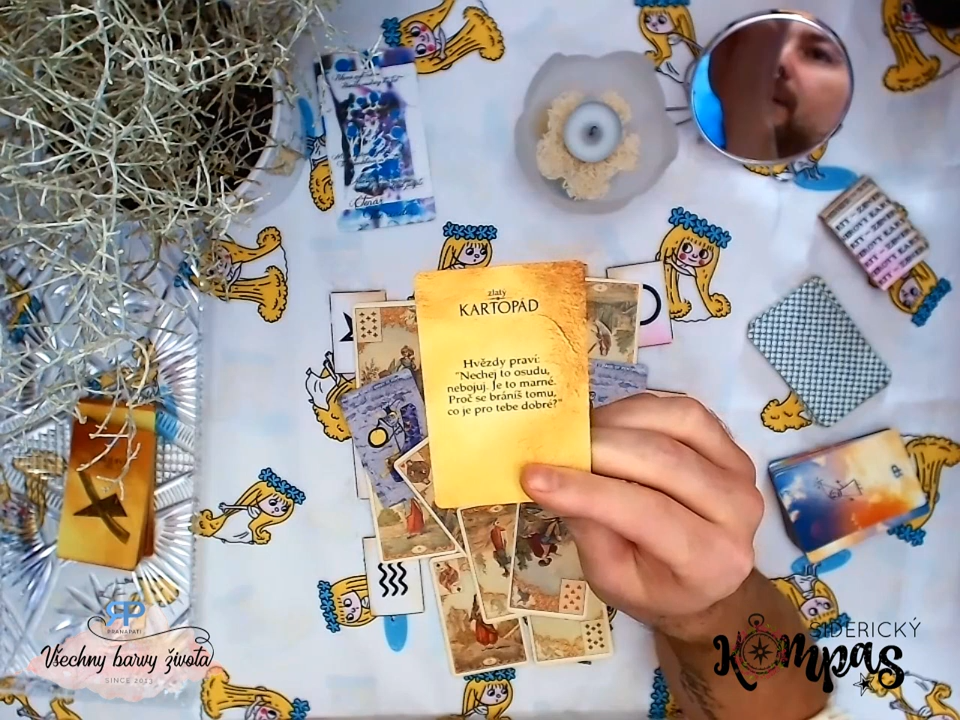 zlatý
KARTOPÁD
Hvězdy praví:
"Nechej to osudu,
nebojuj. Je to marné.
Proč se bráníš tomu,
co je pro tebe dobré?"
PRANAPATI
Všechny barvy života
SINCE 2013
SIDERICKÝ
KOMPAS